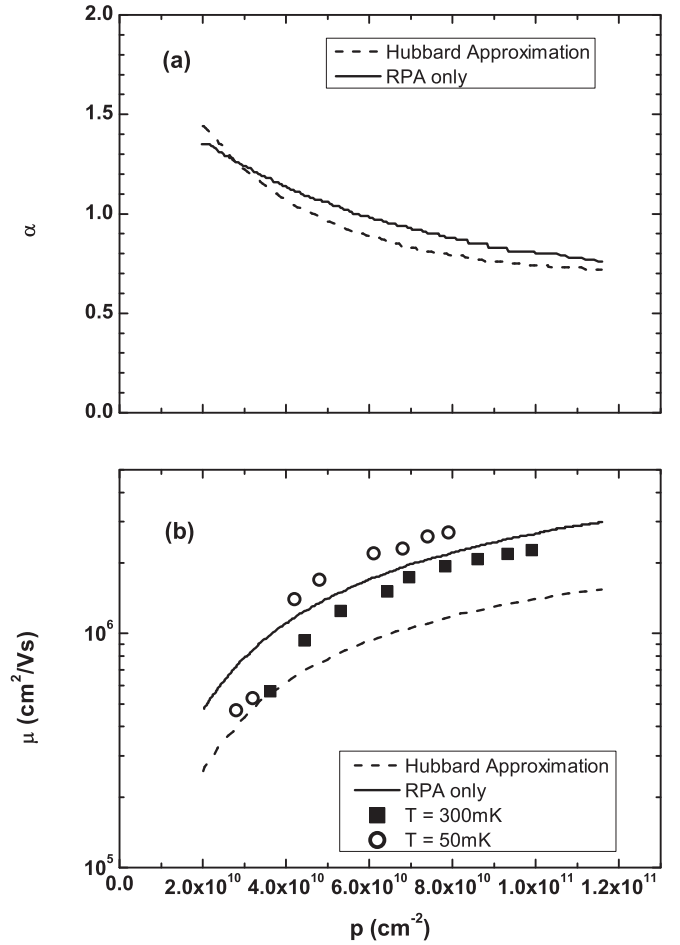 2.0
(a)
Hubbard Approximation
RPA only
1.5
1.0
α
0.5
0.0
(b)
10⁶
μ (cm²/Vs)
Hubbard Approximation
RPA only
T = 300mK
T = 50mK
10⁵
0.0 2.0x10¹⁰ 4.0x10¹⁰ 6.0x10¹⁰ 8.0x10¹⁰ 1.0x10¹¹ 1.2x10¹¹
p (cm⁻²)